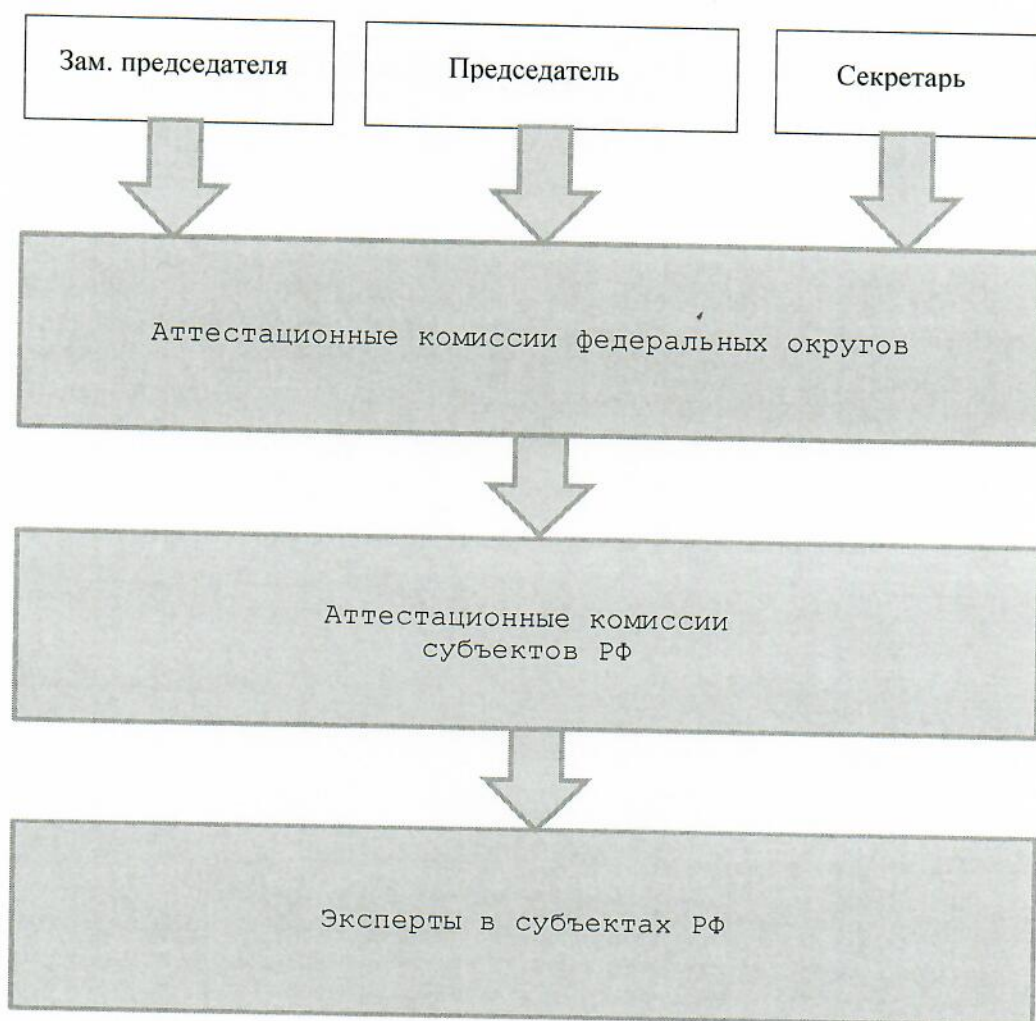 Зам. председателя
Председатель
Секретарь
Аттестационные комиссии федеральных округов
Аттестационные комиссии
субъектов РФ
Эксперты в субъектах РФ